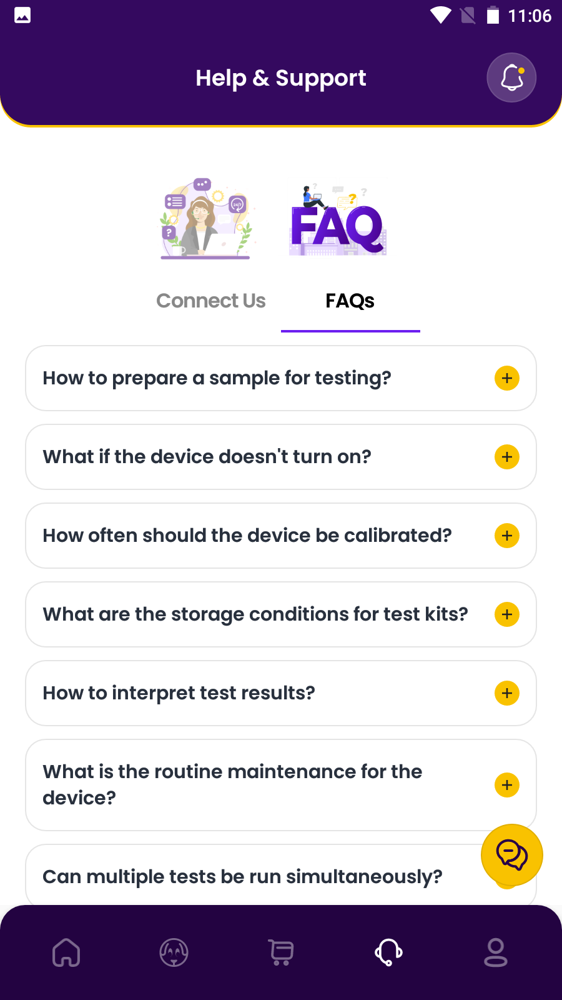 11:06
Help & Support
24/7
?
?
?
?
FAQ
Connect Us
FAQs
How to prepare a sample for testing?
What if the device doesn't turn on?
How often should the device be calibrated?
What are the storage conditions for test kits?
How to interpret test results?
What is the routine maintenance for the
device?
Can multiple tests be run simultaneously?